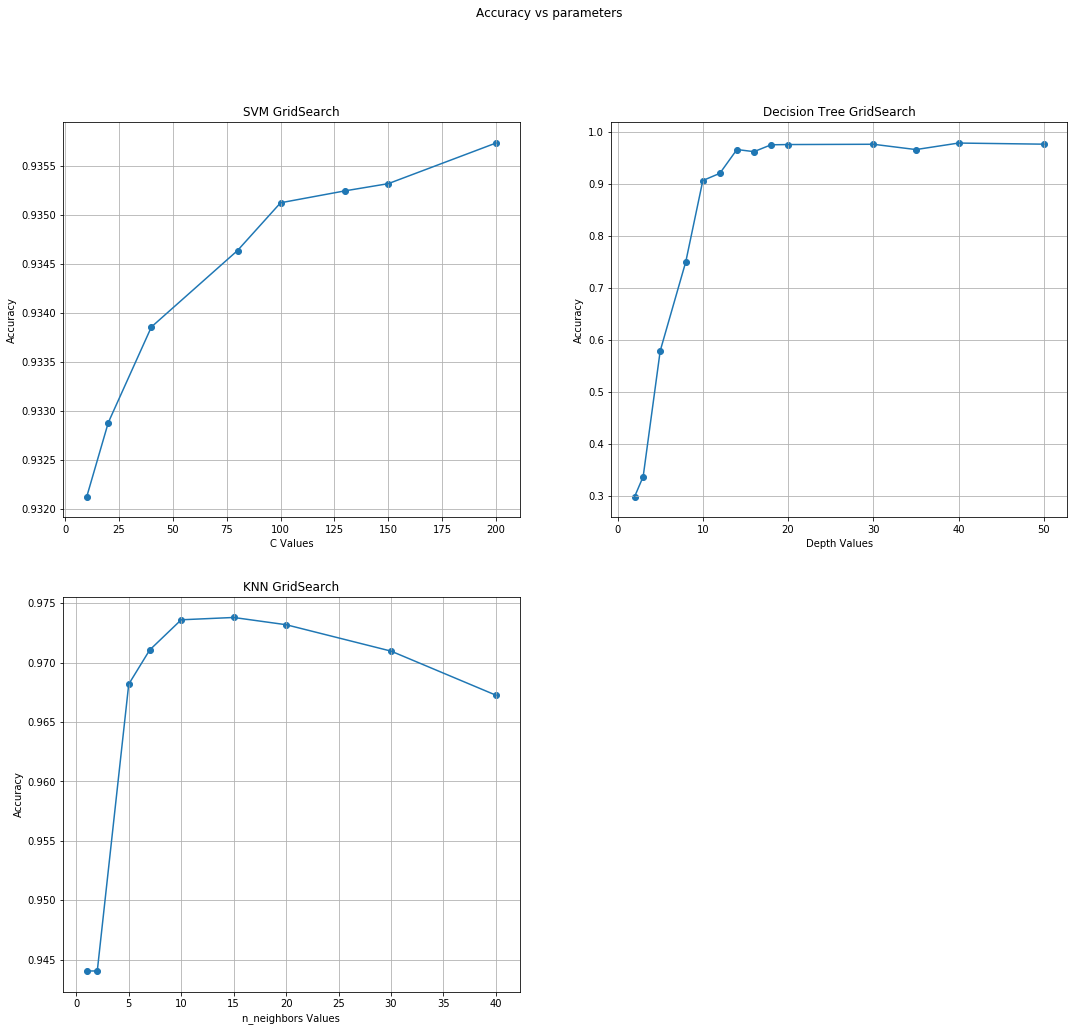 Accuracy vs parameters
SVM GridSearch
Accuracy
0.9355
0.9350
0.9345
0.9340
0.9335
0.9330
0.9325
0.9320
0 25 50 75 100 125 150 175 200
C Values
Decision Tree GridSearch
Accuracy
1.0
0.9
0.8
0.7
0.6
0.5
0.4
0.3
0 10 20 30 40 50
Depth Values
KNN GridSearch
Accuracy
0.975
0.970
0.965
0.960
0.955
0.950
0.945
0 5 10 15 20 25 30 35 40
n_neighbors Values